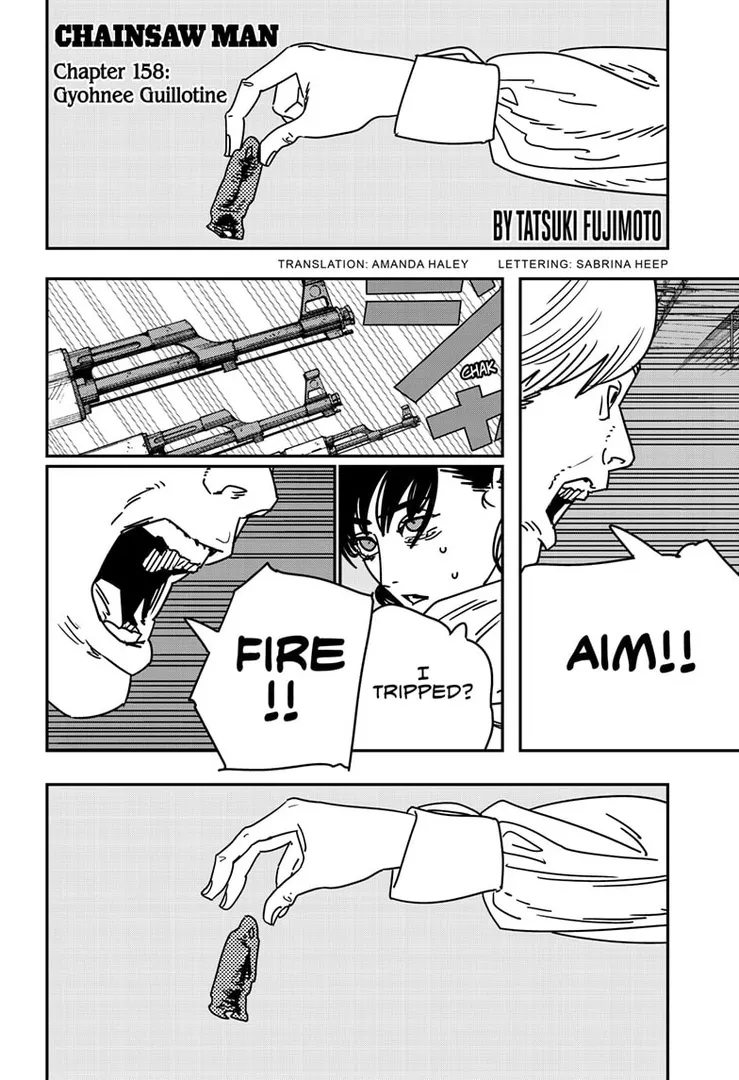 CHAINSAW MAN
Chapter 158:
Gyohnee Guillotine
BY TATSUKI FUJIMOTO
TRANSLATION: AMANDA HALEY LETTERING: SABRINA HEEP
AIM!!
CHAK
I
TRIPPED?
FIRE
!!